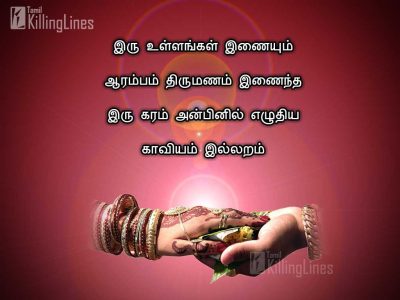 Tamil
KillingLines
இரு உள்ளங்கள் இணையும்
ஆரம்பம் திருமணம் இணைந்த
இரு கரம் அன்பினில் எழுதிய
காவியம் இல்லறம்
Tamil
KillingLines